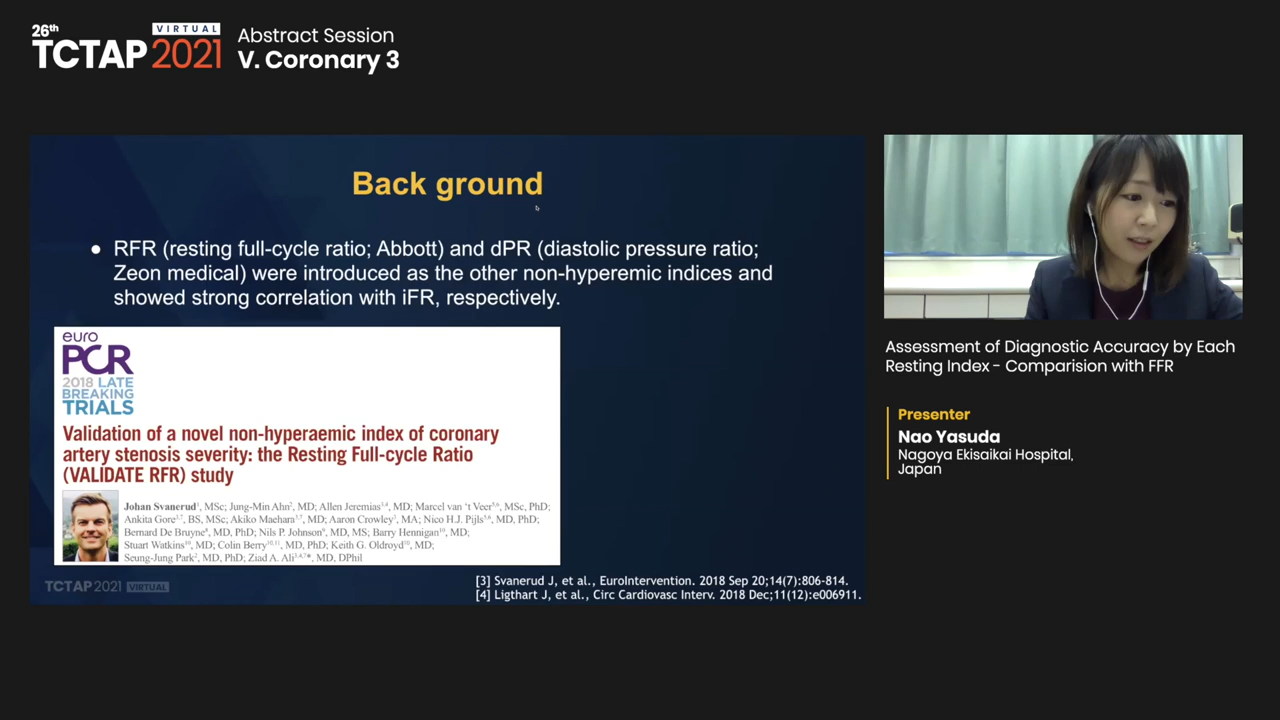 26th
TCTAP
VIRTUAL
2021
Abstract Session
V. Coronary 3
Back ground
● RFR (resting full-cycle ratio; Abbott) and dPR (diastolic pressure ratio;
Zeon medical) were introduced as the other non-hyperemic indices and
showed strong correlation with iFR, respectively.
euro
PCR
2018 LATE
BREAKING
TRIALS
Validation of a novel non-hyperaemic index of coronary
artery stenosis severity: the Resting Full-cycle Ratio
(VALIDATE RFR) study
Johan Svanerud1, MSc; Jung-Min Ahn2, MD; Allen Jeremias3,4, MD; Marcel van 't Veer5,6, MSc, PhD;
Ankita Gore3,7, BS, MSc; Akiko Maehara3,7, MD; Aaron Crowley3, MA; Nico H.J. Pijls5,6, MD, PhD;
Bernard De Bruyne8, MD, PhD; Nils P. Johnson9, MD, MS; Barry Hennigan10, MD;
Stuart Watkins10, MD; Colin Berry10,11, MD, PhD; Keith G. Oldroyd10, MD;
Seung-Jung Park2, MD, PhD; Ziad A. Ali3,4,7*, MD, DPhil
TCTAP 2021 VIRTUAL
[3] Svanerud J, et al., EuroIntervention. 2018 Sep 20;14(7):806-814.
[4] Ligthart J, et al., Circ Cardiovasc Interv. 2018 Dec;11(12):e006911.
Assessment of Diagnostic Accuracy by Each
Resting Index - Comparision with FFR
Presenter
Nao Yasuda
Nagoya Ekisaikai Hospital,
Japan